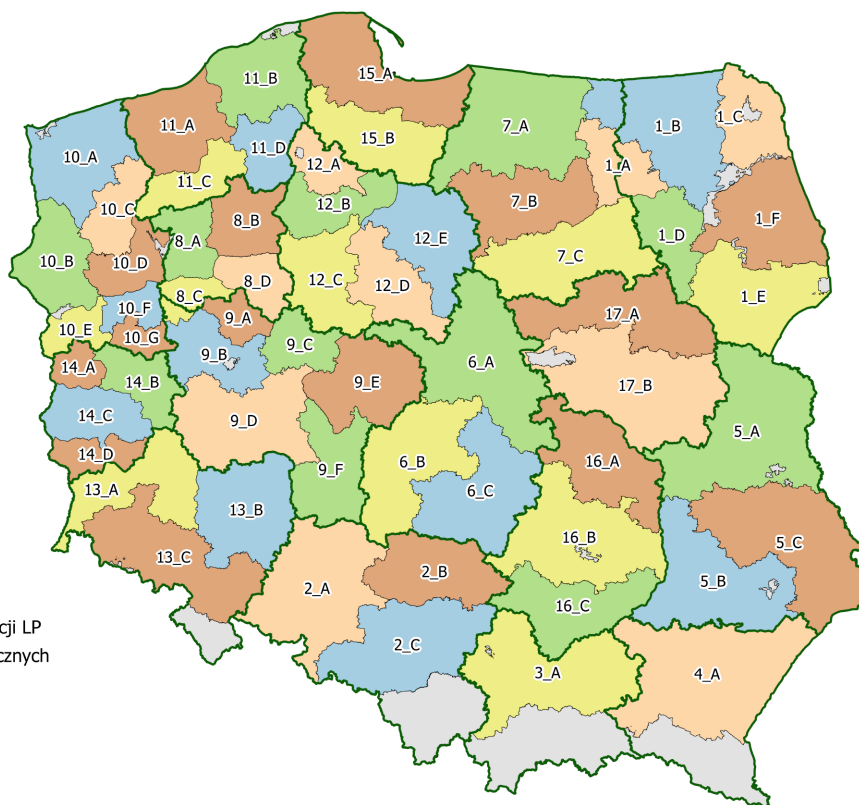 15_A
11_B
11_A
7_A
1_C
1_B
15_B
11_D
10_A
12_A
1_A
11_C
10_C
12_B
7_B
8_B
1_F
8_A
12_E
1_D
7_C
10_B
10_D
8_D
12_C
12_D
8_C
1_E
10_F
9_A
17_A
10_E
10_G
9_C
9_B
6_A
14_A
14_B
9_E
17_B
14_C
9_D
5_A
14_D
6_B
16_A
9_F
13_A
6_C
13_B
16_B
5_C
13_C
2_B
5_B
2_A
16_C
cji LP
2_C
cznych
3_A
4_A